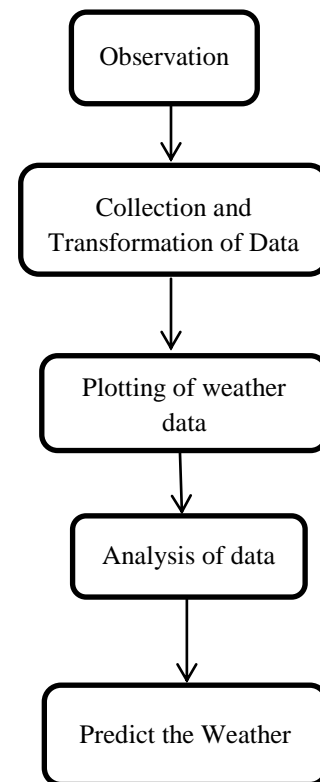 Observation
Collection and
Transformation of Data
Plotting of weather
data
Analysis of data
Predict the Weather